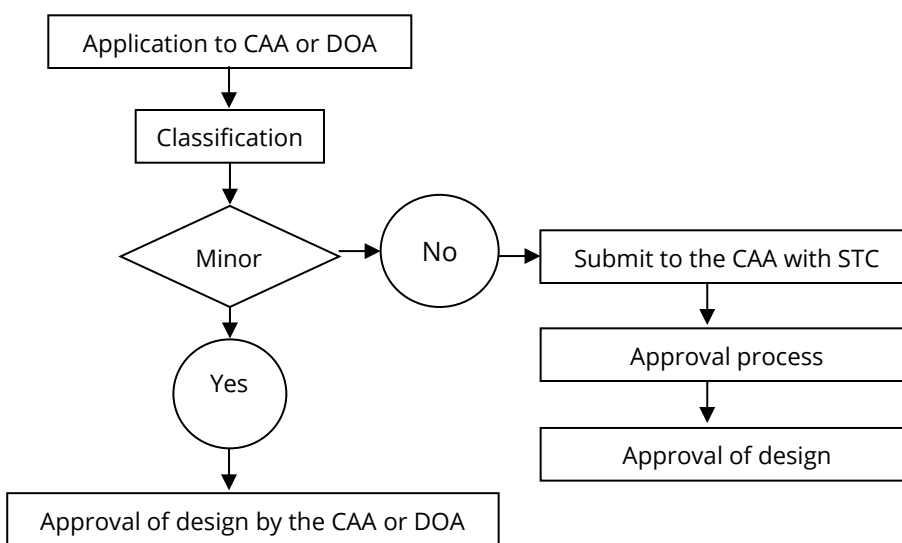 Application to CAA or DOA
Classification
Minor
No
Submit to the CAA with STC
Approval process
Yes
Approval of design
Approval of design by the CAA or DOA